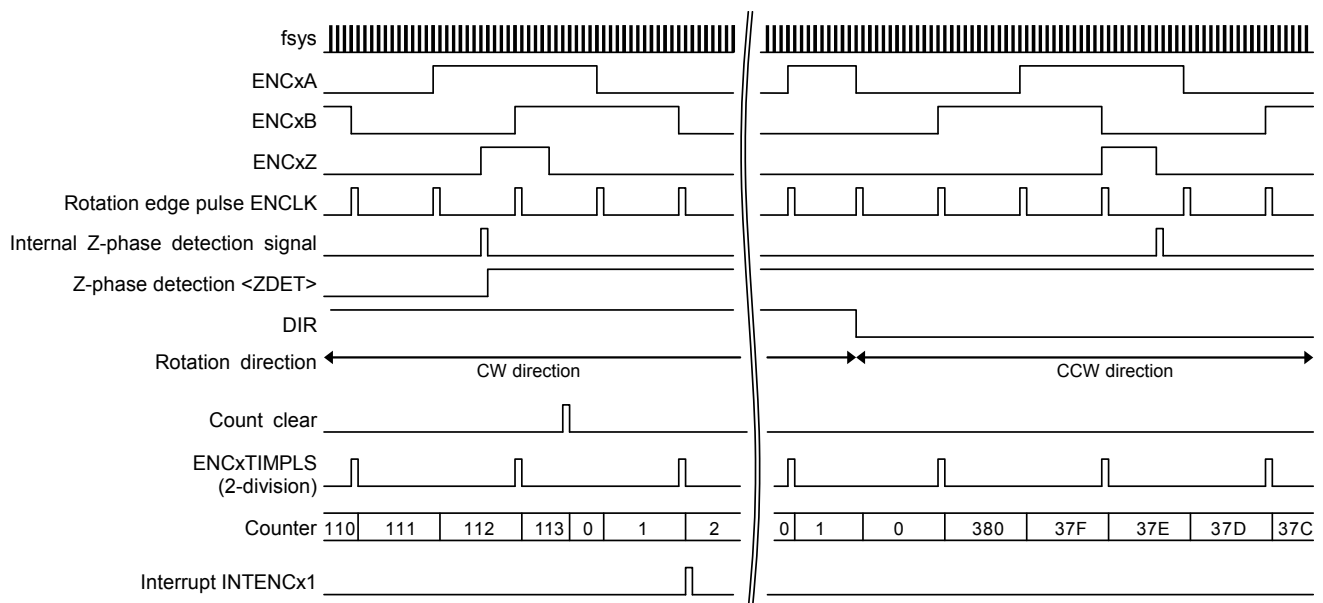 fsys
ENCxA
ENCxB
ENCxZ
Rotation edge pulse ENCLK
Internal Z-phase detection signal
Z-phase detection <ZDET>
DIR
Rotation direction
CW direction
CCW direction
Count clear
ENCxTIMPLS
(2-division)
Counter 110 111 112 113 0 1 2 0 1 0 380 37F 37E 37D 37C
Interrupt INTENCx1